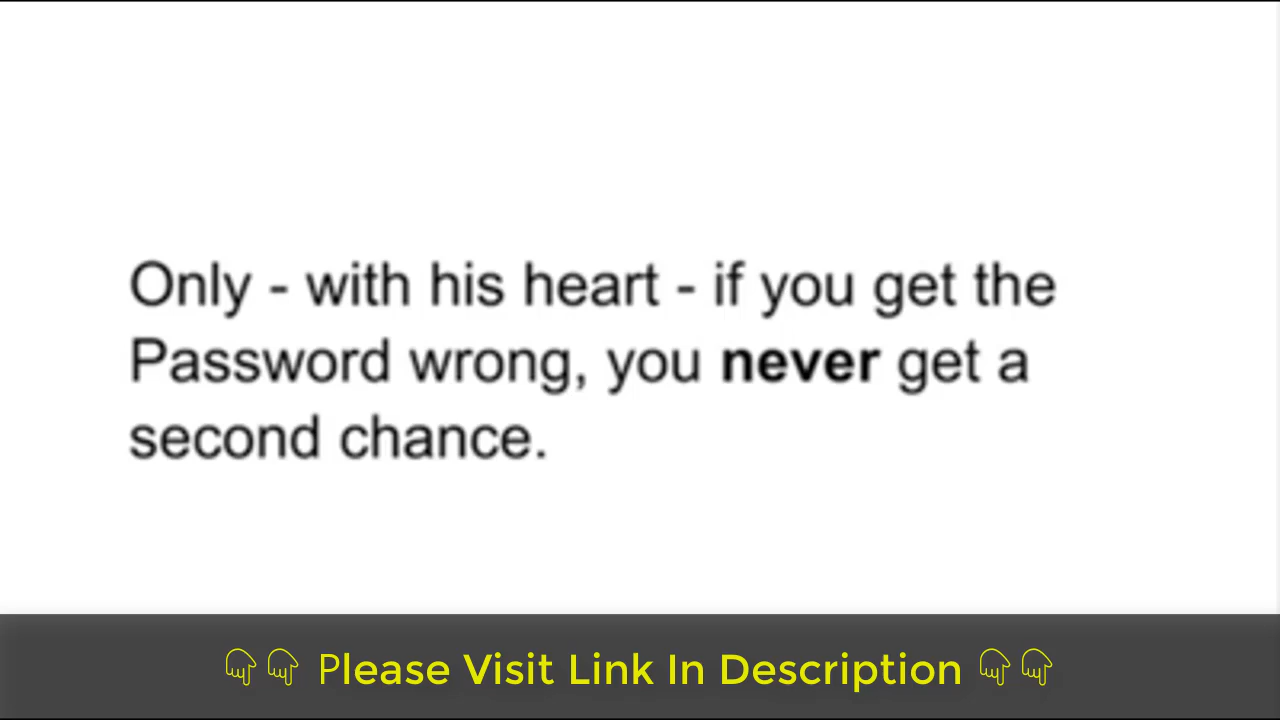 Only - with his heart - if you get the
Password wrong, you never get a
second chance.
👇👇 Please Visit Link In Description 👇👇